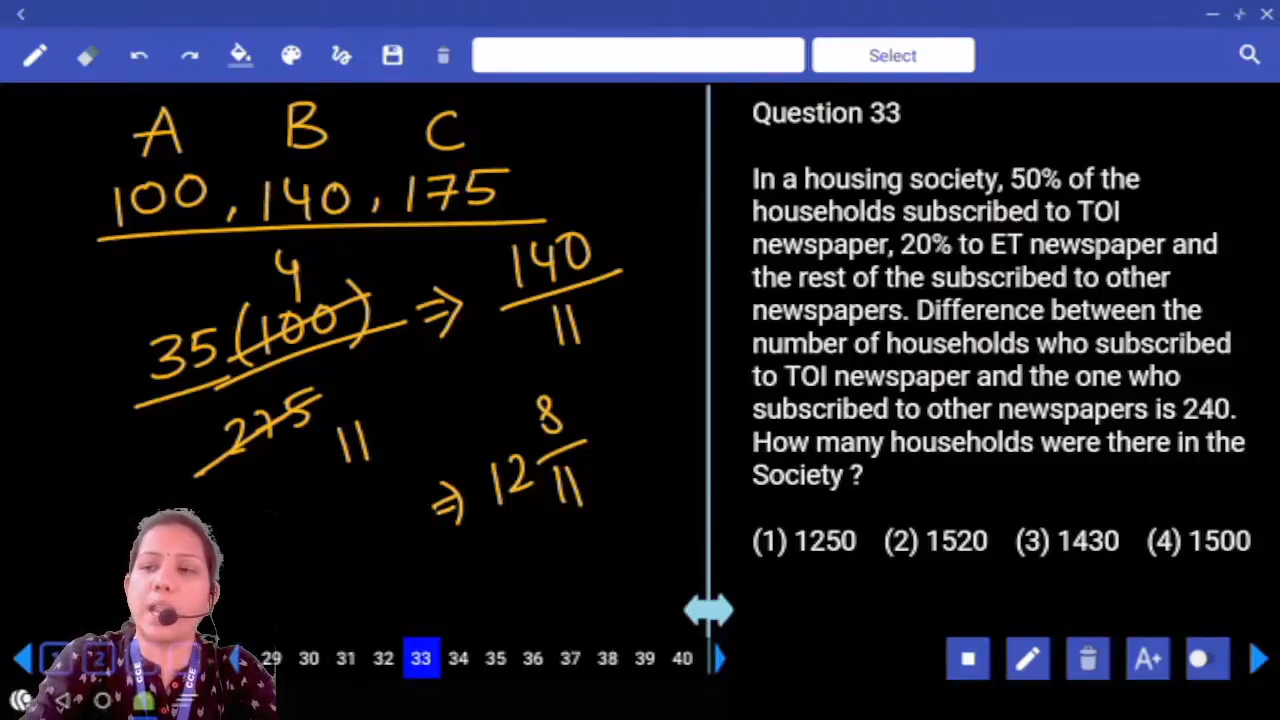 Select
A B C
100, 140, 175
4
35(100) ⇒ 140/11
275 11
⇒ 12 8/11
Question 33
In a housing society, 50% of the
households subscribed to TOI
newspaper, 20% to ET newspaper and
the rest of the subscribed to other
newspapers. Difference between the
number of households who subscribed
to TOI newspaper and the one who
subscribed to other newspapers is 240.
How many households were there in the
Society ?
(1) 1250 (2) 1520 (3) 1430 (4) 1500
29 30 31 32 33 34 35 36 37 38 39 40
A+
CCE
CCE